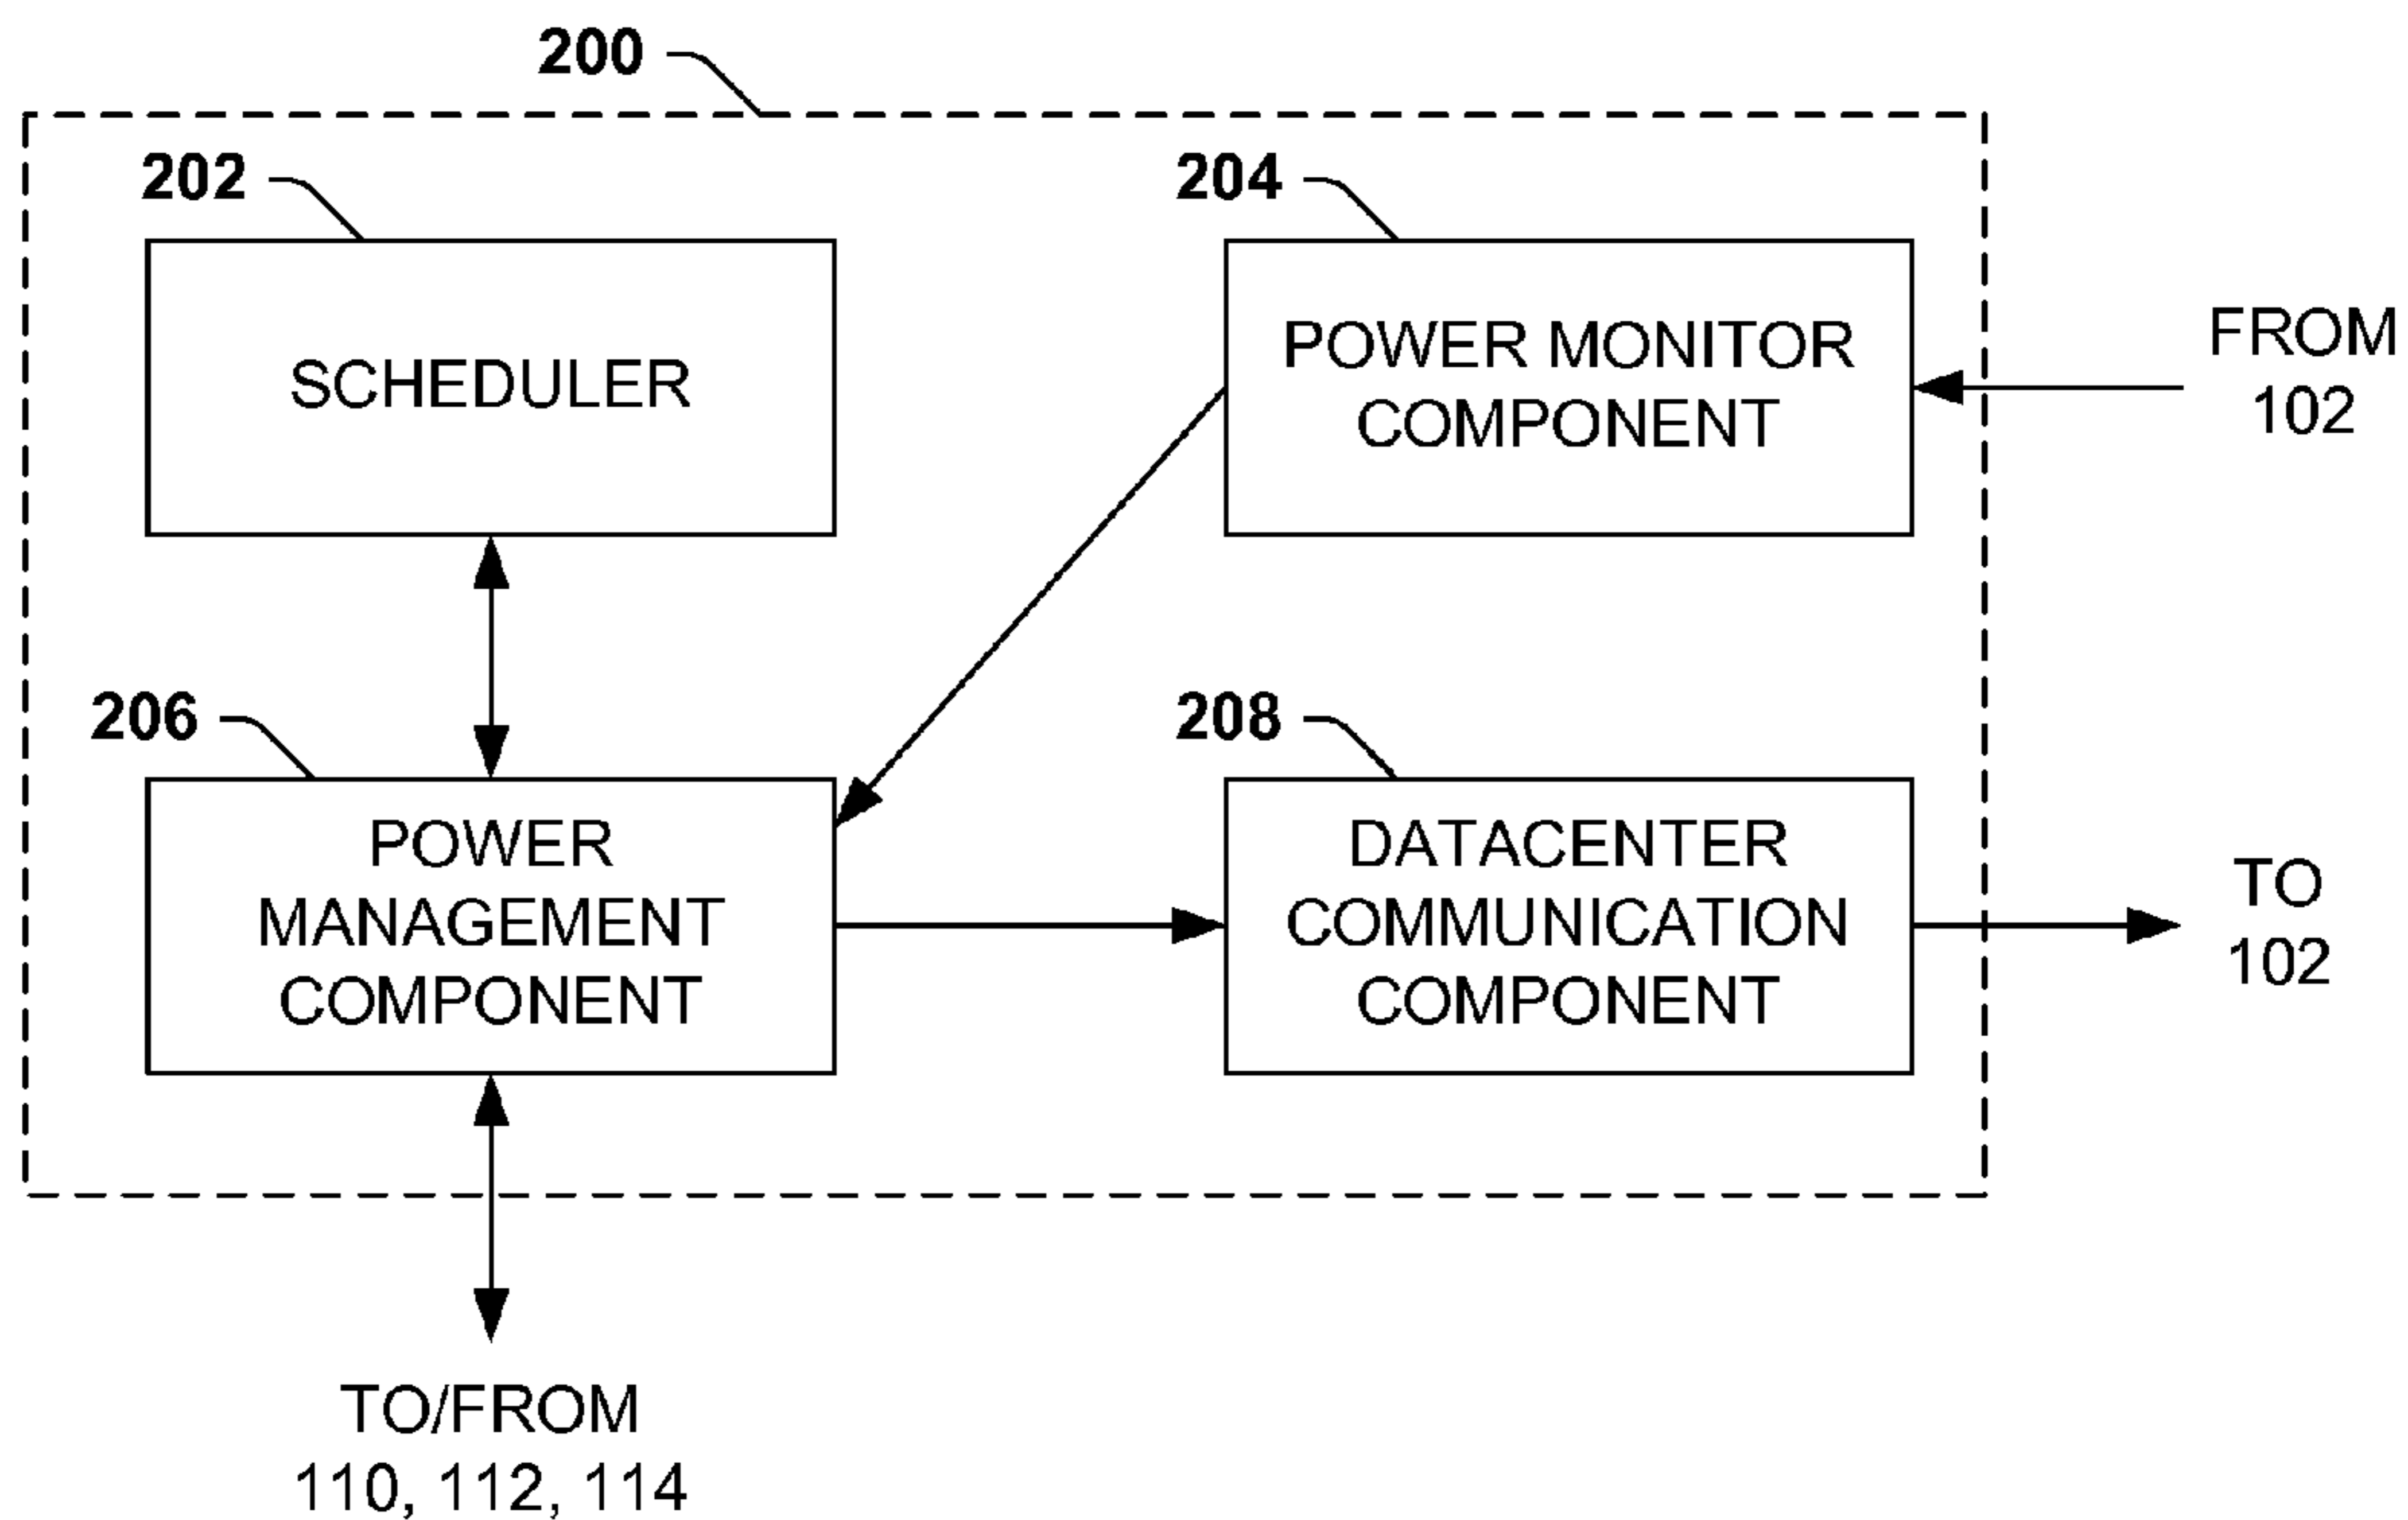 200
202
204
SCHEDULER
POWER MONITOR
COMPONENT
FROM
102
206
208
POWER
MANAGEMENT
COMPONENT
DATACENTER
COMMUNICATION
COMPONENT
TO
102
TO/FROM
110, 112, 114